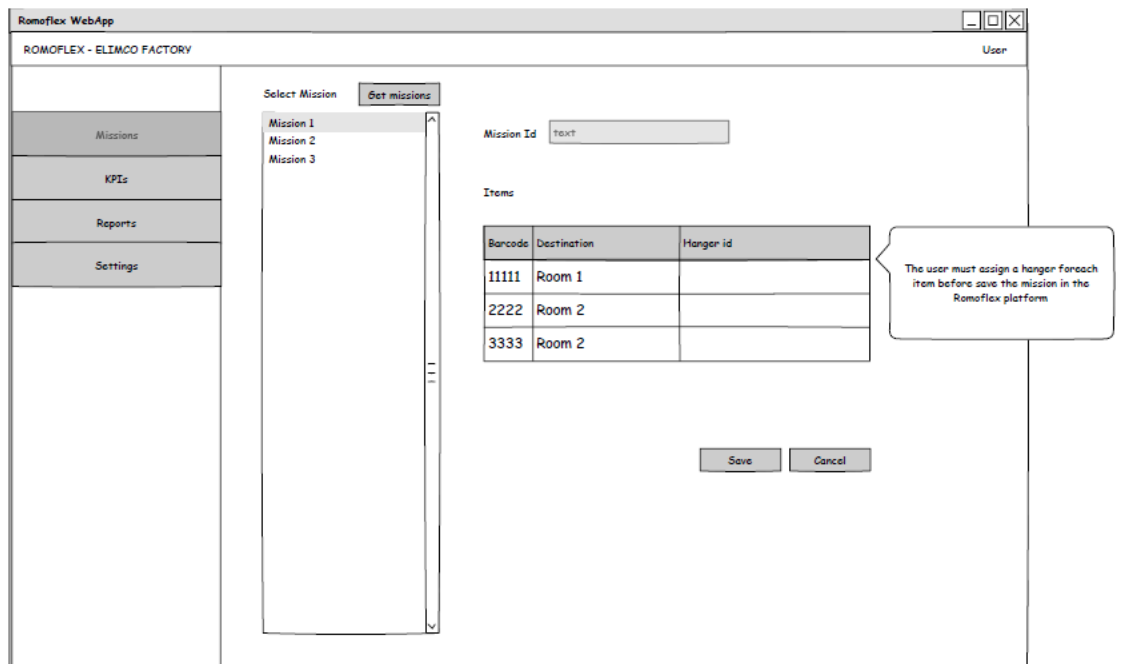 Romoflex WebApp
ROMOFLEX - ELIMCO FACTORY
User
Missions
KPIs
Reports
Settings
Select Mission
Get missions
Mission 1
Mission 2
Mission 3
Mission Id
text
Items
Barcode Destination Hanger id
11111 Room 1
2222 Room 2
3333 Room 2
The user must assign a hanger foreach
item before save the mission in the
Romoflex platform
Save
Cancel